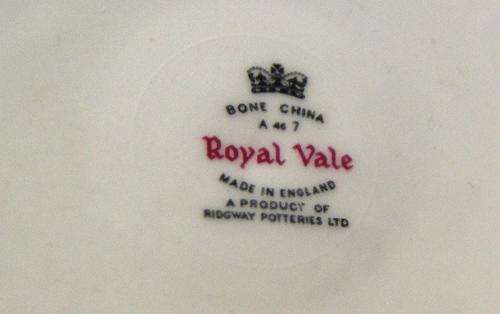 BONE CHINA
A 46 7
Royal Vale
MADE IN ENGLAND
A PRODUCT OF
RIDGWAY POTTERIES LTD